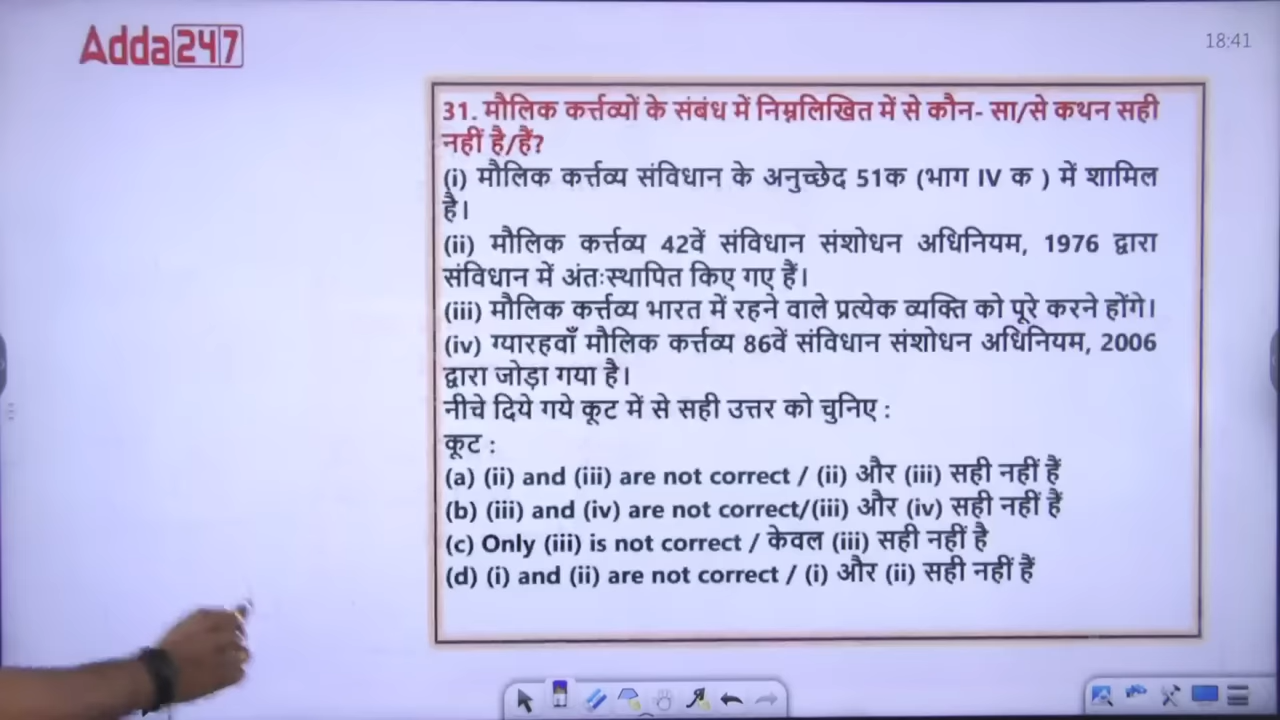 Adda247
18:41
31. मौलिक कर्त्तव्यों के संबंध में निम्नलिखित में से कौन- सा/से कथन सही
नहीं है/हैं?
(i) मौलिक कर्त्तव्य संविधान के अनुच्छेद 51क (भाग IV क ) में शामिल
है।
(ii) मौलिक कर्त्तव्य 42वें संविधान संशोधन अधिनियम, 1976 द्वारा
संविधान में अंतःस्थापित किए गए हैं।
(iii) मौलिक कर्त्तव्य भारत में रहने वाले प्रत्येक व्यक्ति को पूरे करने होंगे।
(iv) ग्यारहवाँ मौलिक कर्त्तव्य 86वें संविधान संशोधन अधिनियम, 2006
द्वारा जोड़ा गया है।
नीचे दिये गये कूट में से सही उत्तर को चुनिए :
कूट :
(a) (ii) and (iii) are not correct / (ii) और (iii) सही नहीं हैं
(b) (iii) and (iv) are not correct/(iii) और (iv) सही नहीं हैं
(c) Only (iii) is not correct / केवल (iii) सही नहीं है
(d) (i) and (ii) are not correct / (i) और (ii) सही नहीं हैं